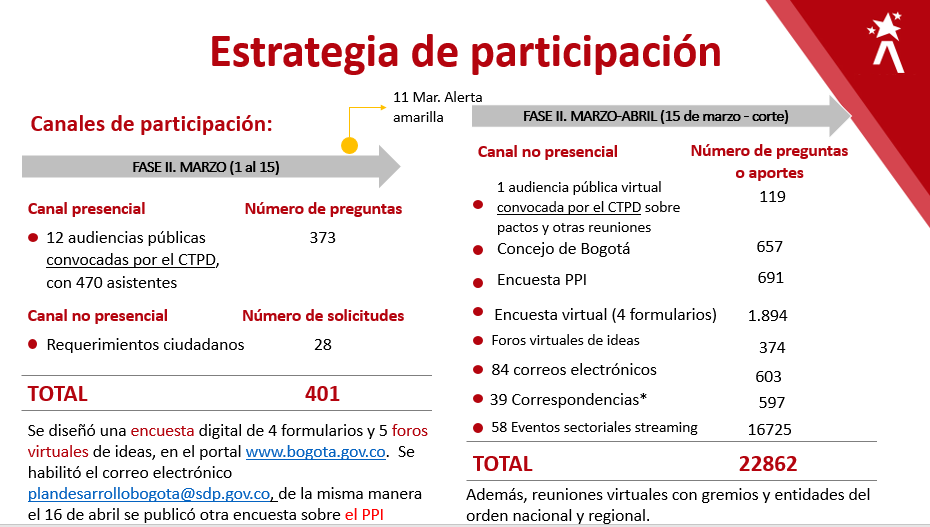 Estrategia de participación
11 Mar. Alerta
amarilla
Canales de participación:
FASE II. MARZO (1 al 15)
Canal presencial Número de preguntas
12 audiencias públicas 373
convocadas por el CTPD,
con 470 asistentes
Canal no presencial Número de solicitudes
Requerimientos ciudadanos 28
TOTAL 401
Se diseñó una encuesta digital de 4 formularios y 5 foros
virtuales de ideas, en el portal www.bogota.gov.co. Se
habilitó el correo electrónico
plandesarrollobogota@sdp.gov.co, de la misma manera
el 16 de abril se publicó otra encuesta sobre el PPI
FASE II. MARZO-ABRIL (15 de marzo - corte)
Canal no presencial Número de preguntas
o aportes
1 audiencia pública virtual 119
convocada por el CTPD sobre
pactos y otras reuniones
Concejo de Bogotá 657
Encuesta PPI 691
Encuesta virtual (4 formularios) 1.894
Foros virtuales de ideas 374
84 correos electrónicos 603
39 Correspondencias* 597
58 Eventos sectoriales streaming 16725
TOTAL 22862
Además, reuniones virtuales con gremios y entidades del
orden nacional y regional.